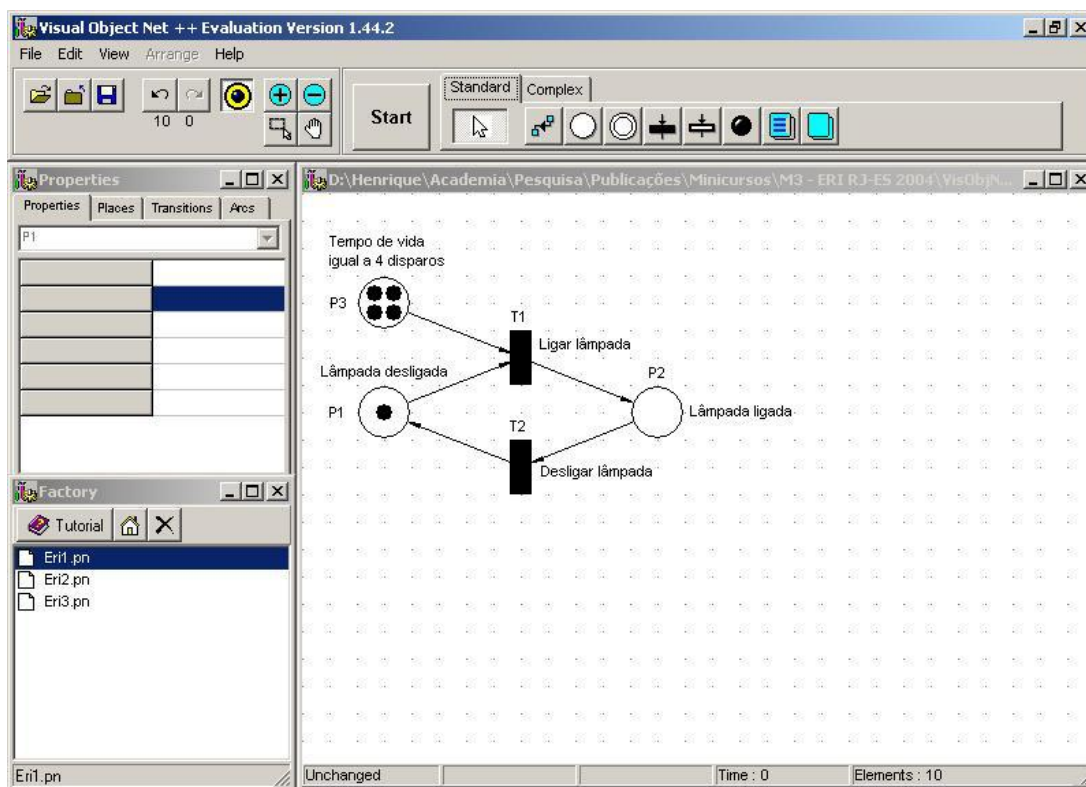 Visual Object Net ++ Evaluation Version 1.44.2
File Edit View Arrange Help
10 0
Start
Standard Complex
Properties
Properties Places Transitions Arcs
P1
Factory
Tutorial
Eri1.pn
Eri2.pn
Eri3.pn
Eri1.pn
D:\Henrique\Academia\Pesquisa\Publicações\Minicursos\M3 - ERI RJ-ES 2004\VisObjN...
Tempo de vida
igual a 4 disparos
P3
T1
Ligar lâmpada
Lâmpada desligada
P2
P1
Lâmpada ligada
T2
Desligar lâmpada
Unchanged
Time : 0
Elements : 10